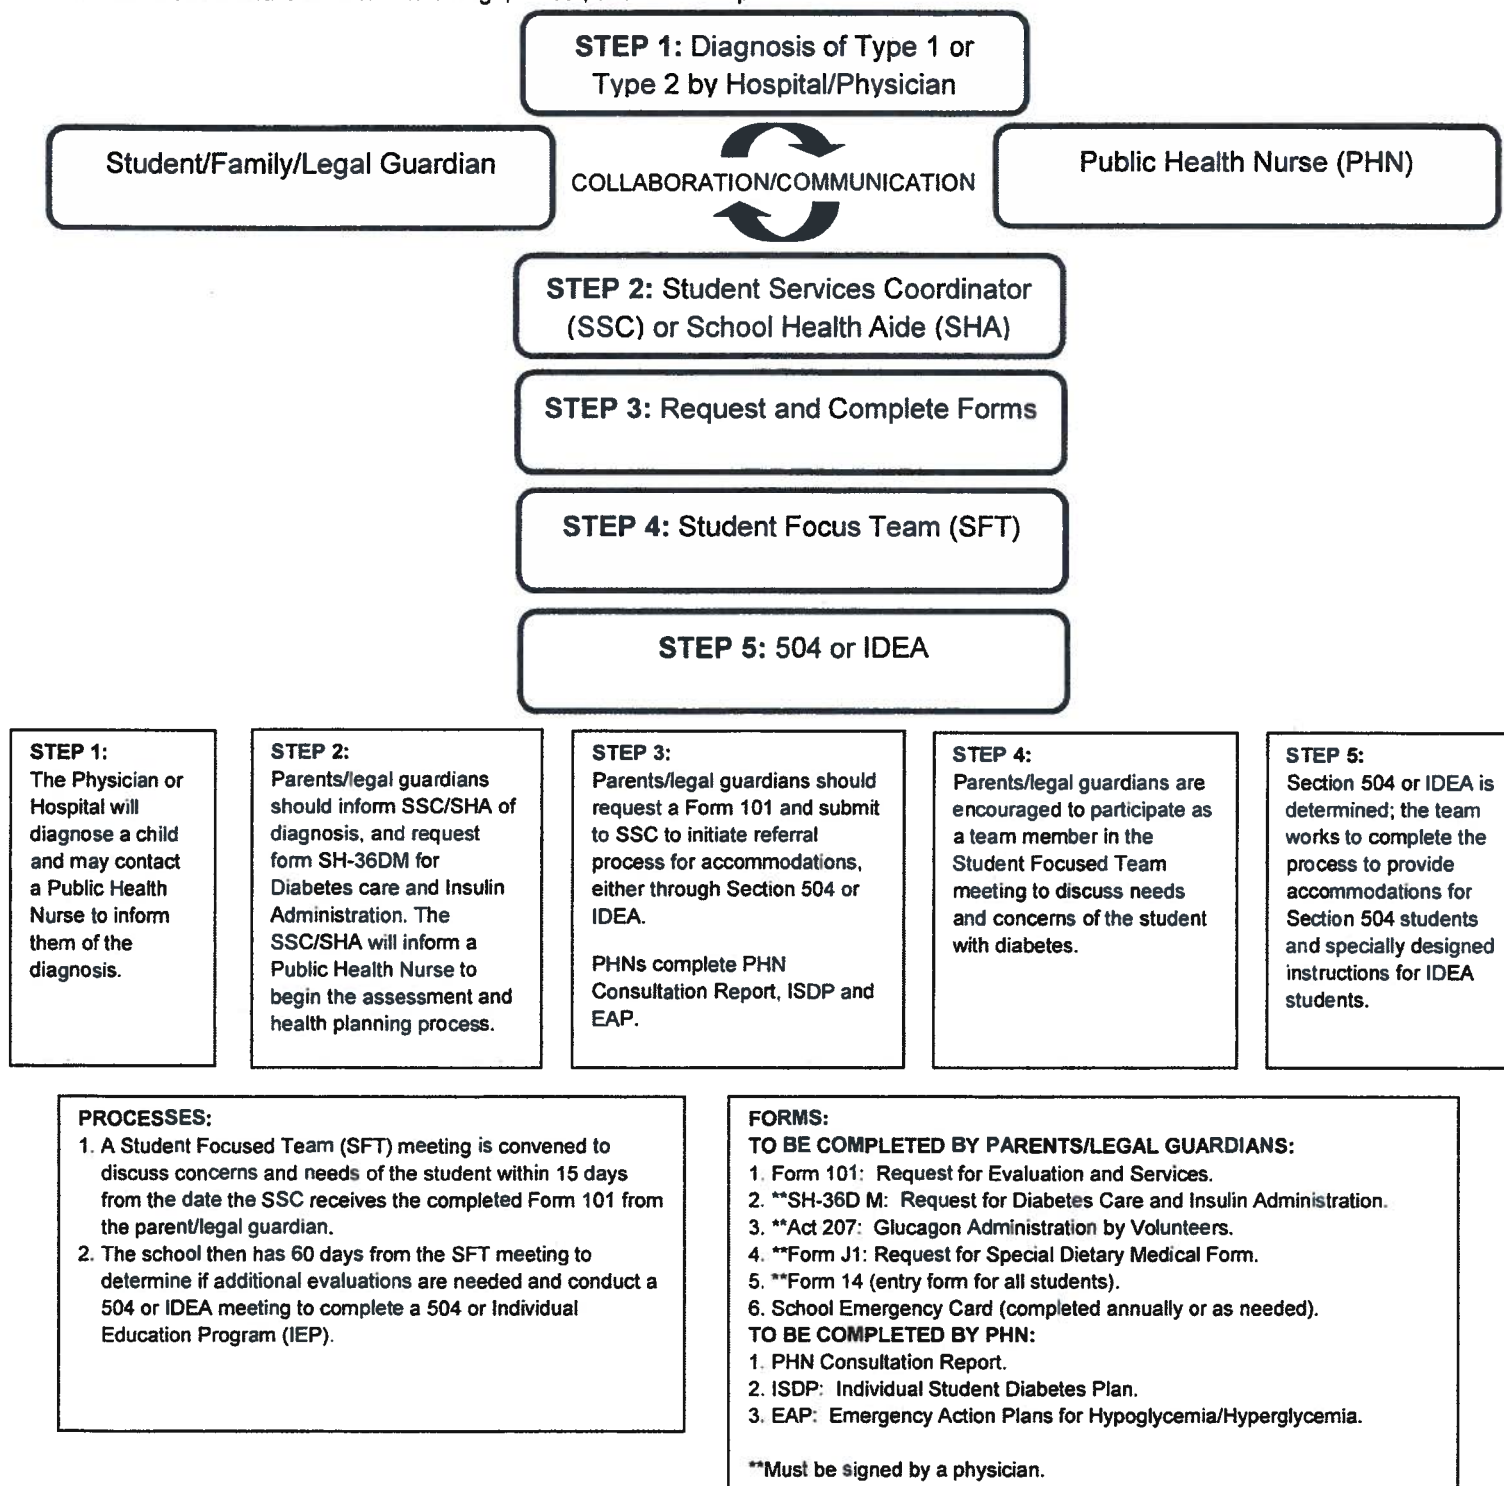 STEP 1: Diagnosis of Type 1 or
Type 2 by Hospital/Physician
Student/Family/Legal Guardian
COLLABORATION/COMMUNICATION
Public Health Nurse (PHN)
STEP 2: Student Services Coordinator
(SSC) or School Health Aide (SHA)
STEP 3: Request and Complete Forms
STEP 4: Student Focus Team (SFT)
STEP 5: 504 or IDEA
STEP 1:
The Physician or
Hospital will
diagnose a child
and may contact
a Public Health
Nurse to inform
them of the
diagnosis.
STEP 2:
Parents/legal guardians
should inform SSC/SHA of
diagnosis, and request
form SH-36DM for
Diabetes care and Insulin
Administration. The
SSC/SHA will inform a
Public Health Nurse to
begin the assessment and
health planning process.
STEP 3:
Parents/legal guardians should
request a Form 101 and submit
to SSC to initiate referral
process for accommodations,
either through Section 504 or
IDEA.
PHNs complete PHN
Consultation Report, ISDP and
EAP.
STEP 4:
Parents/legal guardians are
encouraged to participate as
a team member in the
Student Focused Team
meeting to discuss needs
and concerns of the student
with diabetes.
STEP 5:
Section 504 or IDEA is
determined; the team
works to complete the
process to provide
accommodations for
Section 504 students
and specially designed
instructions for IDEA
students.
PROCESSES:
1. A Student Focused Team (SFT) meeting is convened to
discuss concerns and needs of the student within 15 days
from the date the SSC receives the completed Form 101 from
the parent/legal guardian.
2. The school then has 60 days from the SFT meeting to
determine if additional evaluations are needed and conduct a
504 or IDEA meeting to complete a 504 or Individual
Education Program (IEP).
FORMS:
TO BE COMPLETED BY PARENTS/LEGAL GUARDIANS:
1. Form 101: Request for Evaluation and Services.
2. **SH-36D M: Request for Diabetes Care and Insulin Administration.
3. **Act 207: Glucagon Administration by Volunteers.
4. **Form J1: Request for Special Dietary Medical Form.
5. **Form 14 (entry form for all students).
6. School Emergency Card (completed annually or as needed).
TO BE COMPLETED BY PHN:
1. PHN Consultation Report.
2. ISDP: Individual Student Diabetes Plan.
3. EAP: Emergency Action Plans for Hypoglycemia/Hyperglycemia.
**Must be signed by a physician.